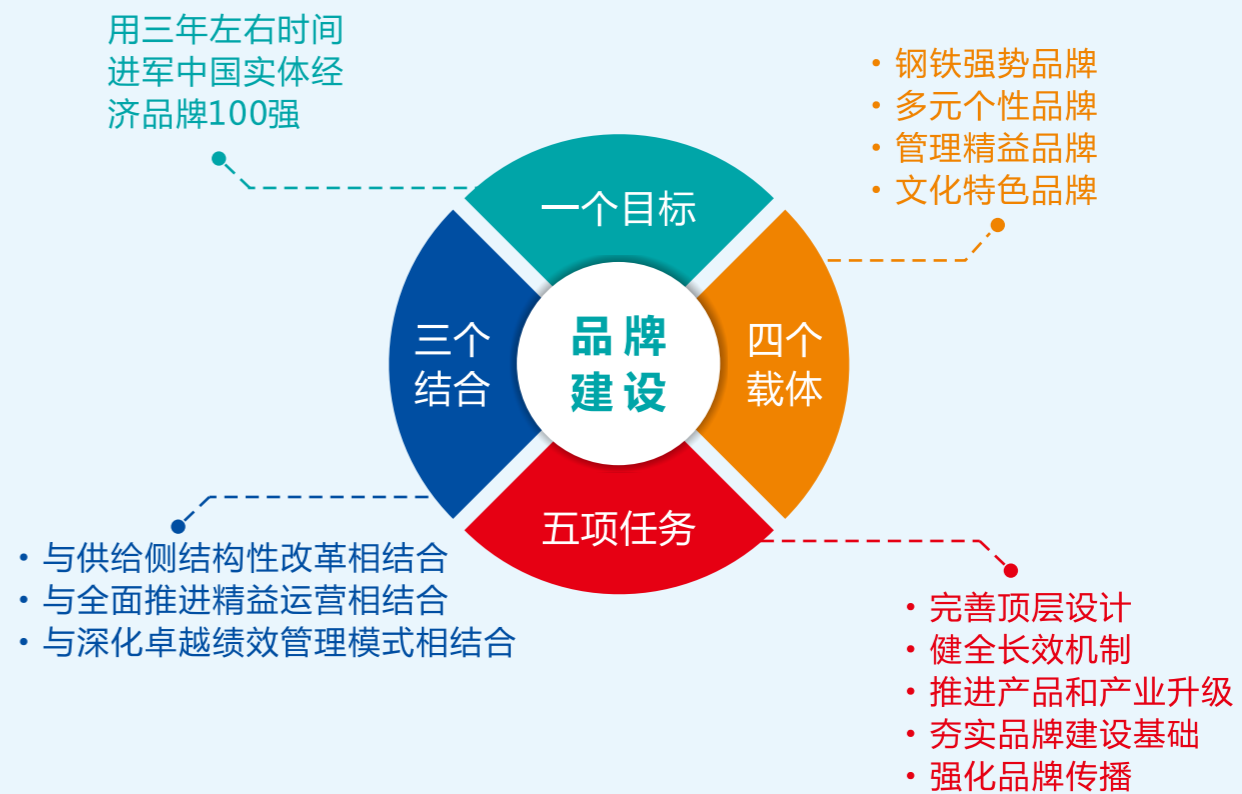 用三年左右时间
进军中国实体经
济品牌100强
・钢铁强势品牌
・多元个性品牌
・管理精益品牌
・文化特色品牌
一个目标
三个
结合
品牌
建设
四个
载体
五项任务
・与供给侧结构性改革相结合
・与全面推进精益运营相结合
・与深化卓越绩效管理模式相结合
・完善顶层设计
・健全长效机制
・推进产品和产业升级
・夯实品牌建设基础
・强化品牌传播